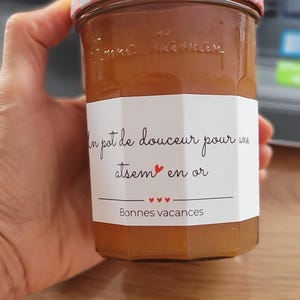 Bonne Maman
Un pot de douceur pour une
atsem en or
Bonnes vacances